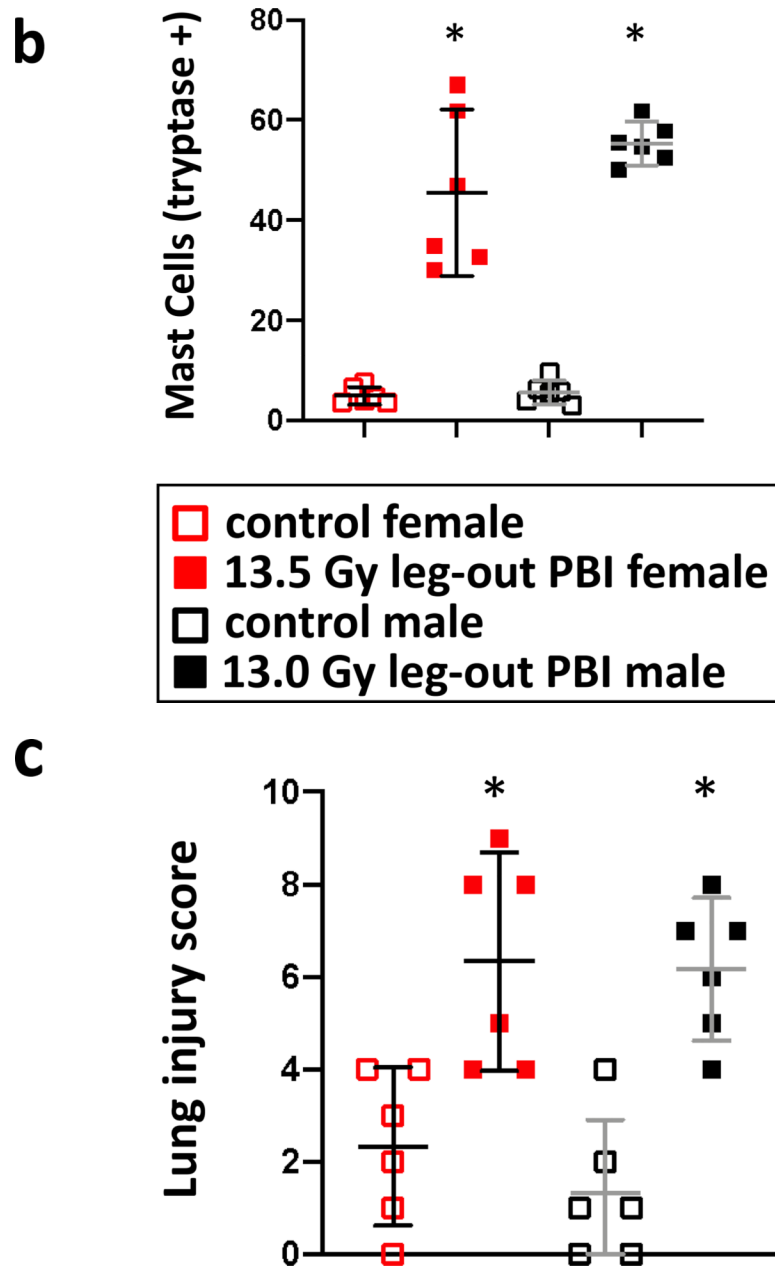 b
Mast Cells (tryptase +)
80
60
40
20
0
* *
control female
13.5 Gy leg-out PBI female
control male
13.0 Gy leg-out PBI male
c
Lung injury score
10
8
6
4
2
0
* *